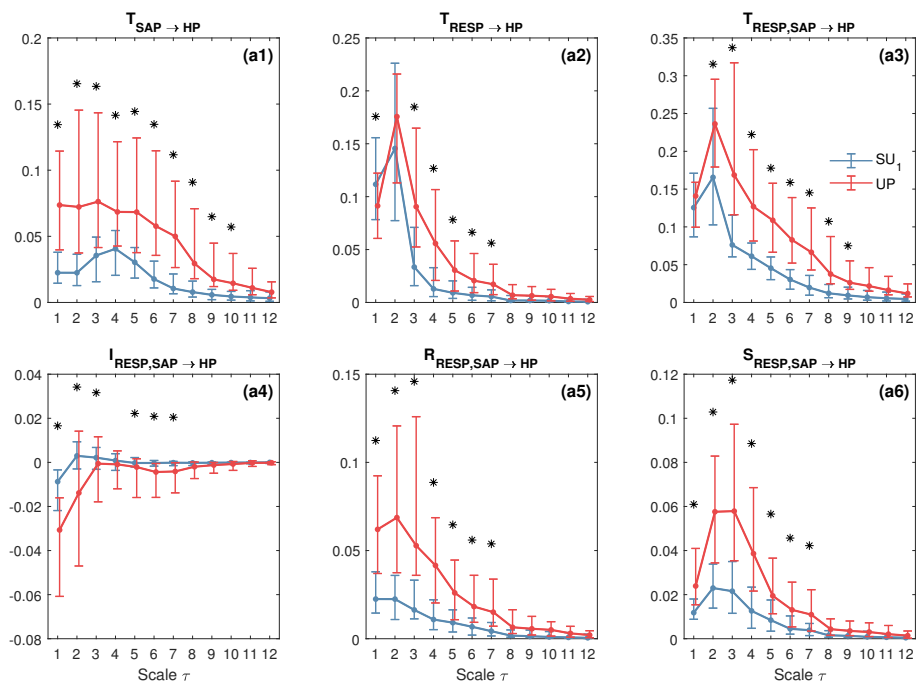 T SAP → HP
(a1)
0.2
0.15
0.1
0.05
0
1 2 3 4 5 6 7 8 9 10 11 12
T RESP → HP
(a2)
0.25
0.2
0.15
0.1
0.05
0
1 2 3 4 5 6 7 8 9 10 11 12
T RESP,SAP → HP
(a3)
0.35
0.3
0.25
0.2
0.15
0.1
0.05
0
SU1
UP
1 2 3 4 5 6 7 8 9 10 11 12
I RESP,SAP → HP
(a4)
0.04
0.02
0
-0.02
-0.04
-0.06
-0.08
1 2 3 4 5 6 7 8 9 10 11 12
Scale τ
R RESP,SAP → HP
(a5)
0.15
0.1
0.05
0
1 2 3 4 5 6 7 8 9 10 11 12
Scale τ
S RESP,SAP → HP
(a6)
0.12
0.1
0.08
0.06
0.04
0.02
0
1 2 3 4 5 6 7 8 9 10 11 12
Scale τ